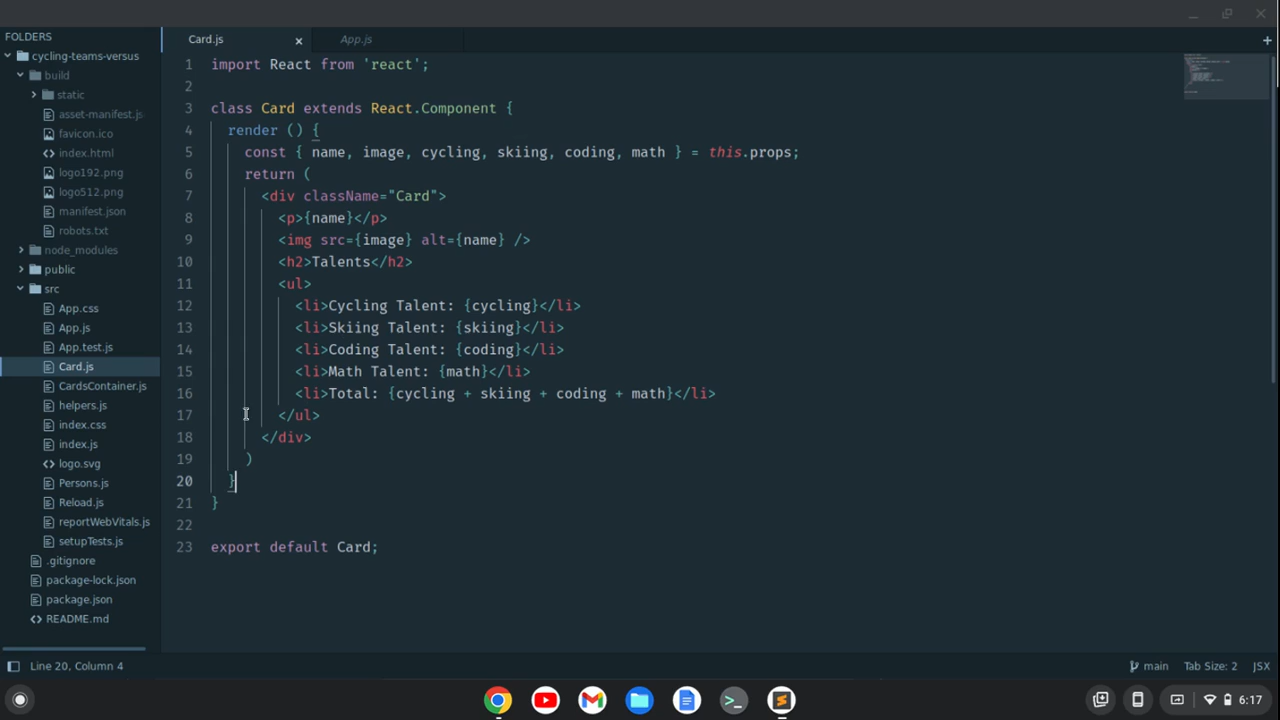 FOLDERS
cycling-teams-versus
build
static
asset-manifest.js
favicon.ico
index.html
logo192.png
logo512.png
manifest.json
robots.txt
node_modules
public
src
App.css
App.js
App.test.js
Card.js
CardsContainer.js
helpers.js
index.css
index.js
logo.svg
Persons.js
Reload.js
reportWebVitals.js
setupTests.js
.gitignore
package-lock.json
package.json
README.md
Card.js
App.js
1 import React from 'react';
2
3 class Card extends React.Component {
4 render () {
5 const { name, image, cycling, skiing, coding, math } = this.props;
6 return (
7 <div className="Card">
8 <p>{name}</p>
9 <img src={image} alt={name} />
10 <h2>Talents</h2>
11 <ul>
12 <li>Cycling Talent: {cycling}</li>
13 <li>Skiing Talent: {skiing}</li>
14 <li>Coding Talent: {coding}</li>
15 <li>Math Talent: {math}</li>
16 <li>Total: {cycling + skiing + coding + math}</li>
17 </ul>
18 </div>
19 )
20 }
21 }
22
23 export default Card;
Line 20, Column 4
main
Tab Size: 2
JSX
6:17